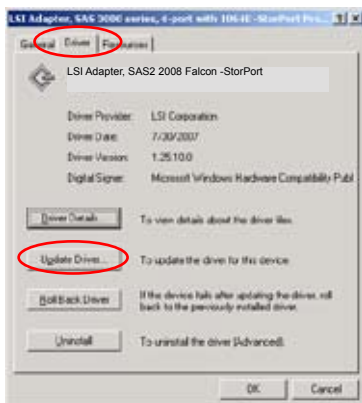 LSI Adapter, SAS 3000 series, 4-port with 1064E -StorPort
General Driver Resources
LSI Adapter, SAS2 2008 Falcon -StorPort
Driver Provider: LSI Corporation
Driver Date: 7/30/2007
Driver Version: 1.25.10.0
Digital Signer: Microsoft Windows Hardware Compatibility Publ
Driver Details... To view details about the driver files.
Update Driver... To update the driver for this device.
Roll Back Driver If the device fails after updating the driver, roll
back to the previously installed driver.
Uninstall To uninstall the driver (Advanced).
OK Cancel